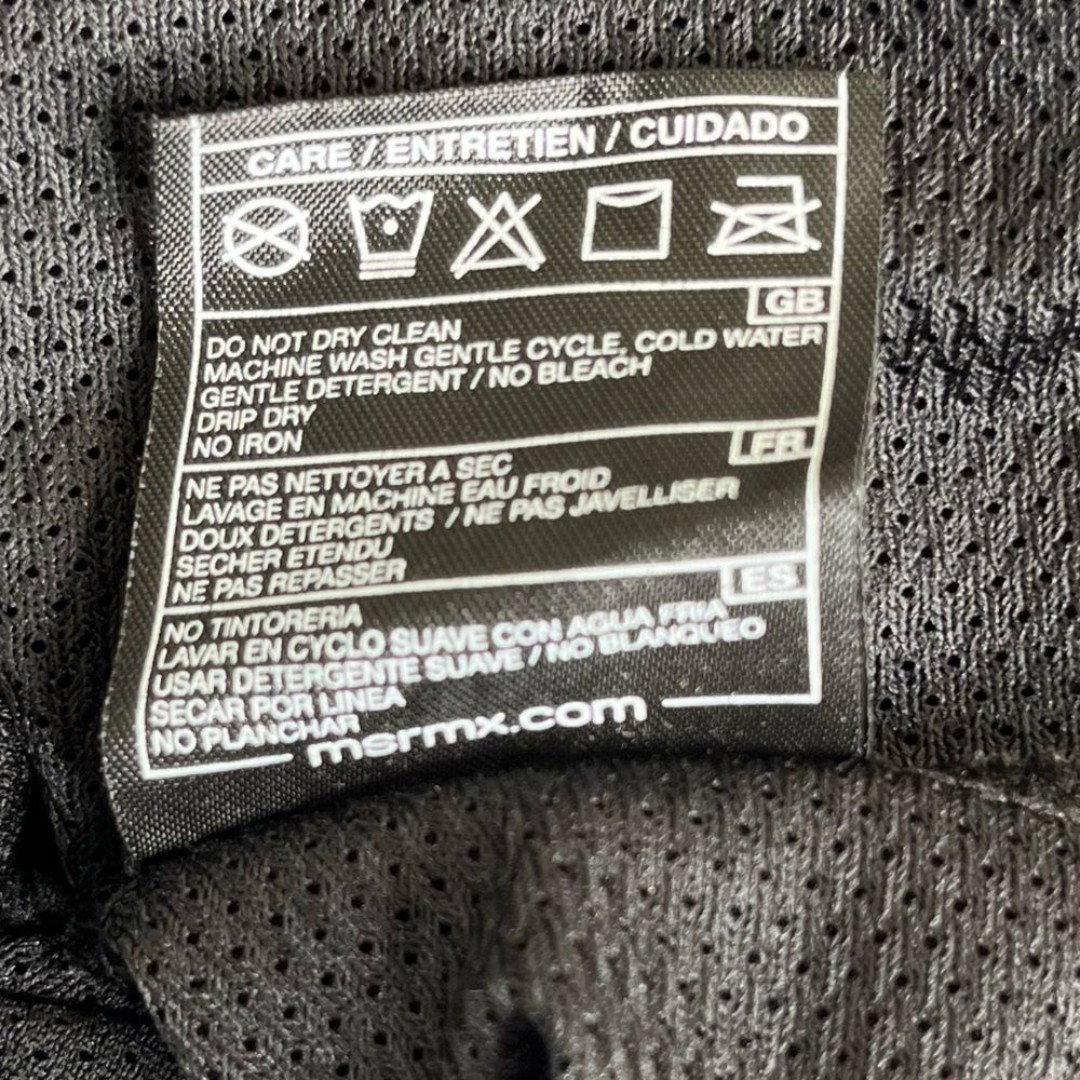 CARE / ENTRETIEN / CUIDADO
GB
DO NOT DRY CLEAN
MACHINE WASH GENTLE CYCLE, COLD WATER
GENTLE DETERGENT / NO BLEACH
DRIP DRY
NO IRON
FR
NE PAS NETTOYER A SEC
LAVAGE EN MACHINE EAU FROID
DOUX DETERGENTS / NE PAS JAVELLISER
SECHER ETENDU
NE PAS REPASSER
ES
NO TINTORERIA
LAVAR EN CYCLO SUAVE CON AGUA FRIA
USAR DETERGENTE SUAVE / NO BLANQUEO
SECAR POR LINEA
NO PLANCHAR
msrmx.com